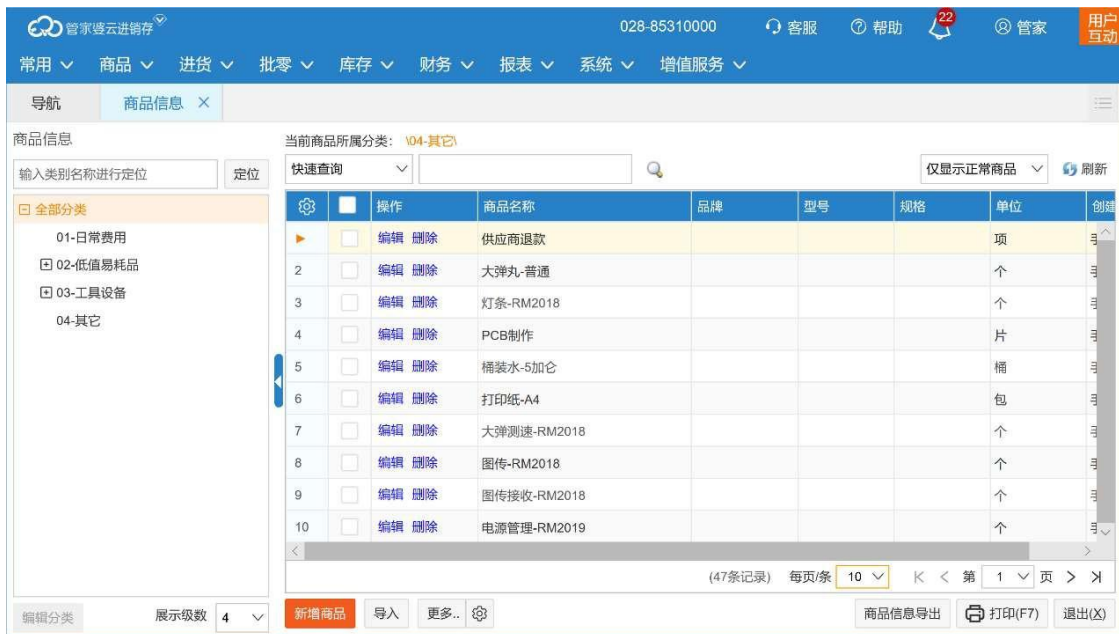 管家婆云进销存 028-85310000 客服 帮助 22 管家 用户互动
常用 商品 进货 批零 库存 财务 报表 系统 增值服务
导航 商品信息
商品信息 当前商品所属分类： \04-其它\
输入类别名称进行定位 定位 快速查询 仅显示正常商品 刷新
全部分类
01-日常费用
02-低值易耗品
03-工具设备
04-其它
操作 商品名称 品牌 型号 规格 单位 创建
编辑 删除 供应商退款 项
2 编辑 删除 大弹丸-普通 个
3 编辑 删除 灯条-RM2018 个
4 编辑 删除 PCB制作 片
5 编辑 删除 桶装水-5加仑 桶
6 编辑 删除 打印纸-A4 包
7 编辑 删除 大弹测速-RM2018 个
8 编辑 删除 图传-RM2018 个
9 编辑 删除 图传接收-RM2018 个
10 编辑 删除 电源管理-RM2019 个
(47条记录) 每页/条 10 第 1 页
编辑分类 展示级数 4 新增商品 导入 更多.. 商品信息导出 打印(F7) 退出(X)